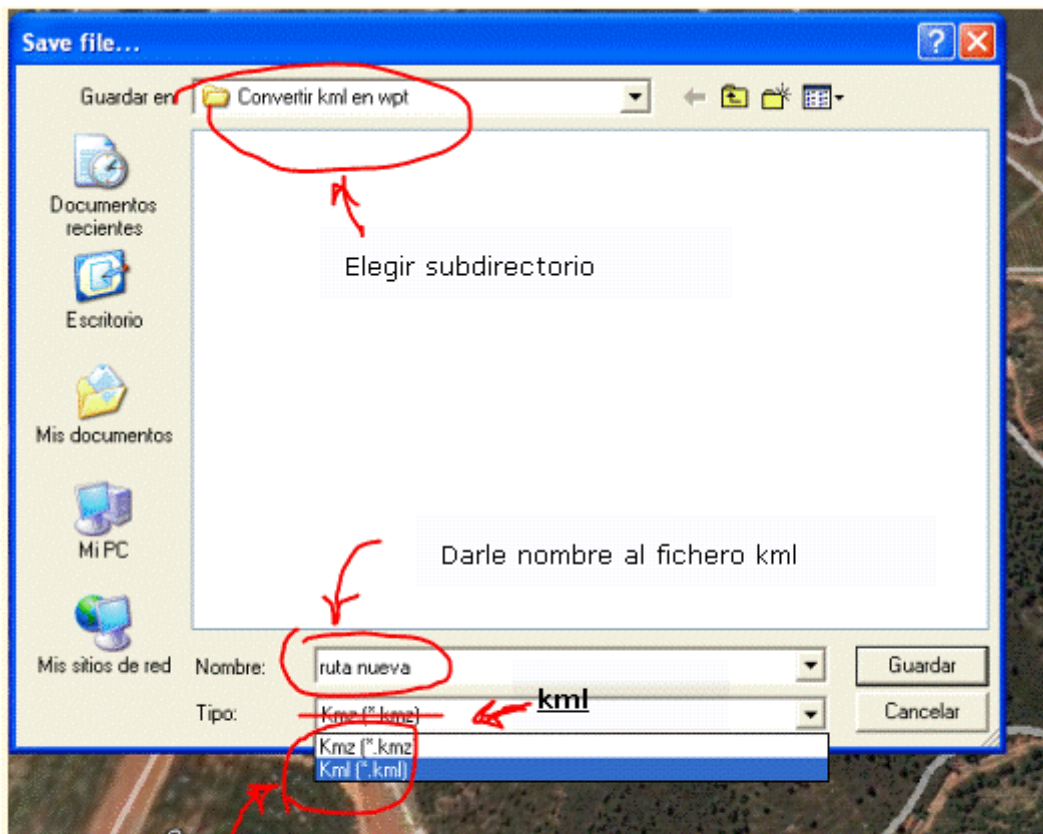 Save file...
Guardar en:
Convertir kml en wpt
Documentos
recientes
Elegir subdirectorio
Escritorio
Mis documentos
Mi PC
Darle nombre al fichero kml
Mis sitios de red
Nombre:
ruta nueva
Guardar
kml
Tipo:
Kmz (*.kmz)
Cancelar
Kmz (*.kmz
Kml (*.kml)